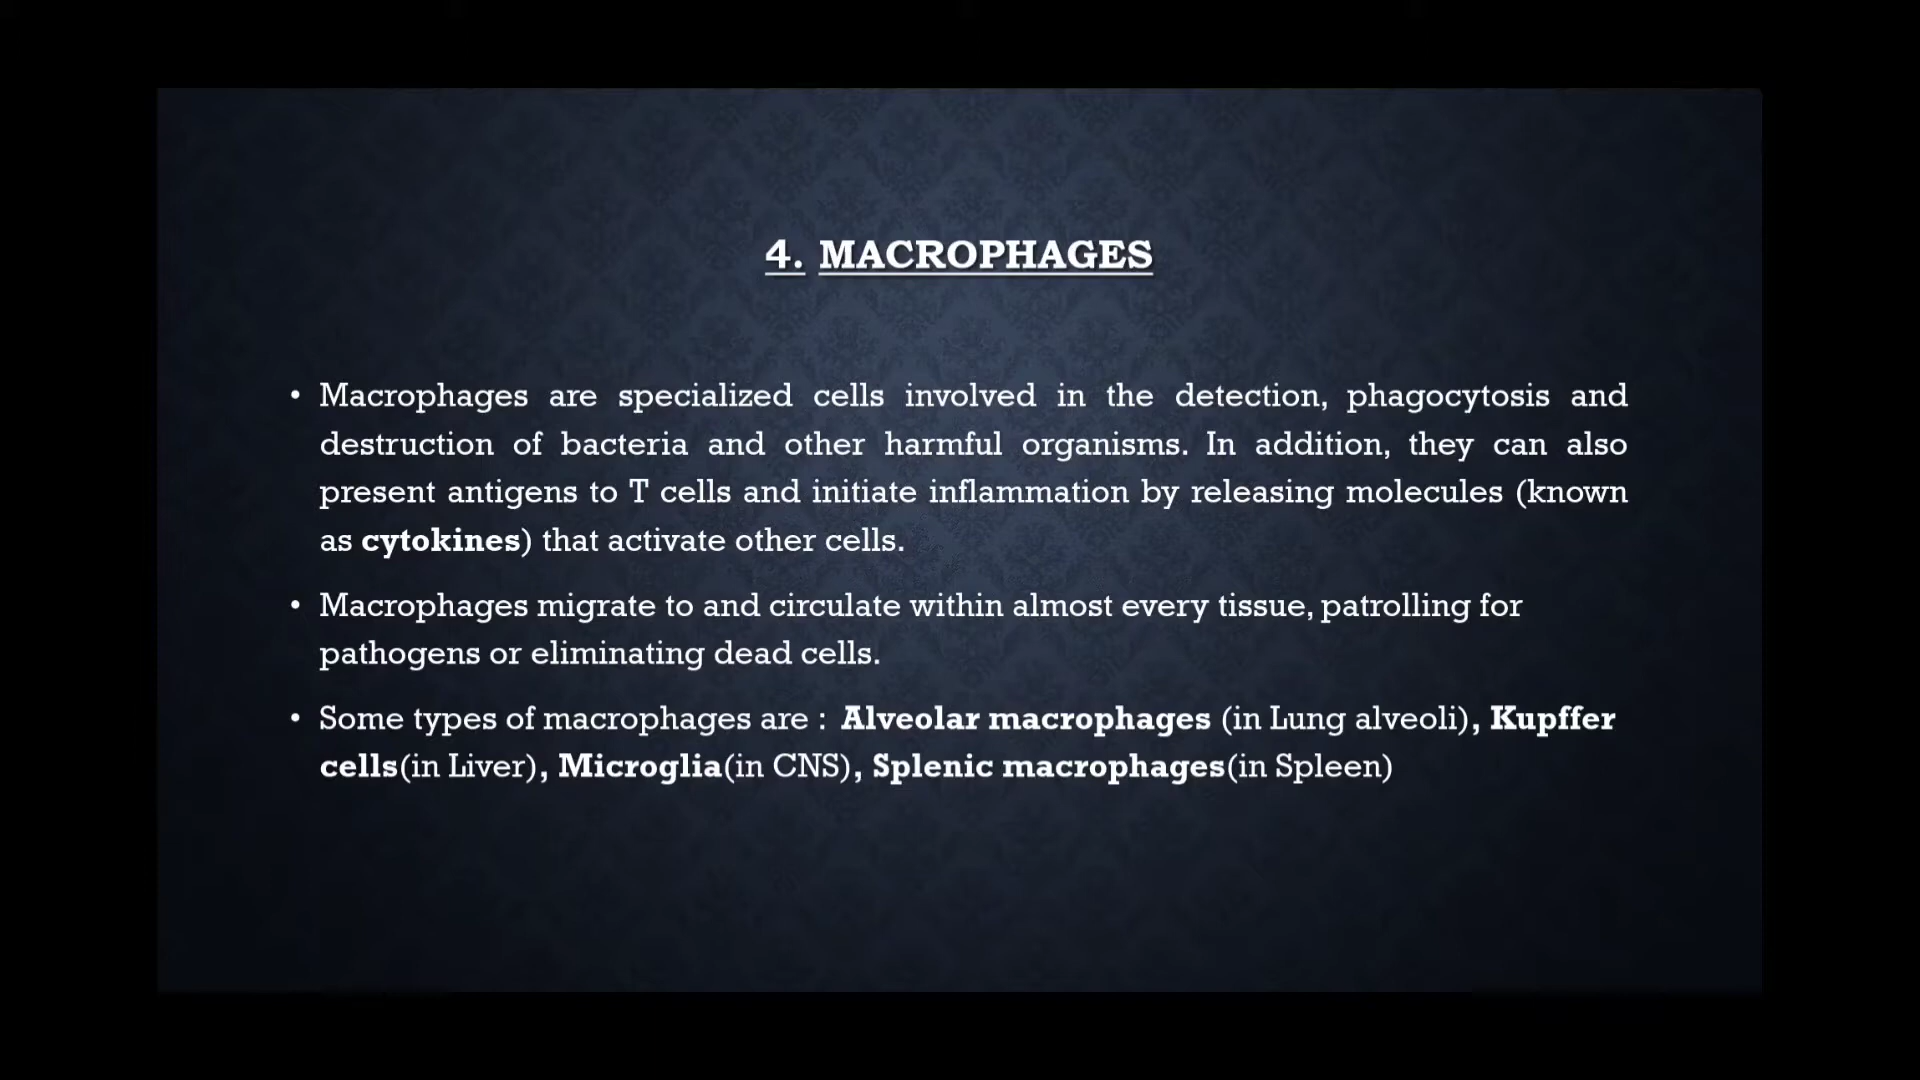 4. MACROPHAGES
• Macrophages are specialized cells involved in the detection, phagocytosis and
destruction of bacteria and other harmful organisms. In addition, they can also
present antigens to T cells and initiate inflammation by releasing molecules (known
as cytokines) that activate other cells.
• Macrophages migrate to and circulate within almost every tissue, patrolling for
pathogens or eliminating dead cells.
• Some types of macrophages are : Alveolar macrophages (in Lung alveoli), Kupffer
cells(in Liver), Microglia(in CNS), Splenic macrophages(in Spleen)